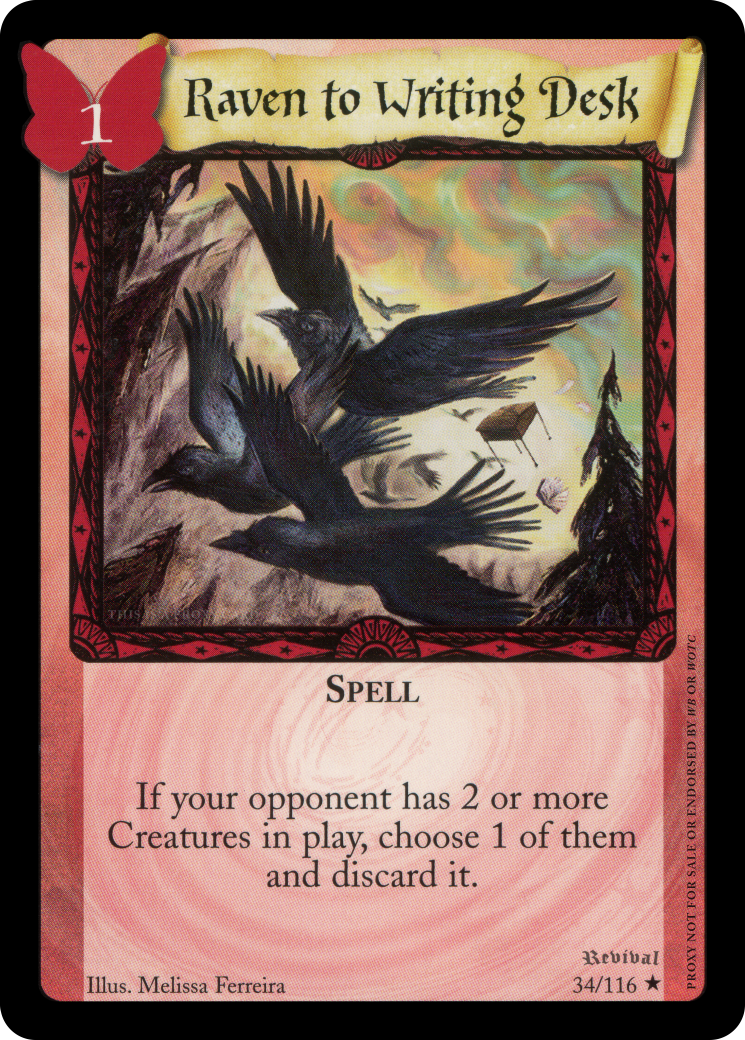 1
Raven to Writing Desk
SPELL
If your opponent has 2 or more
Creatures in play, choose 1 of them
and discard it.
PROXY NOT FOR SALE OR ENDORSED BY WB OR WOTC
Revival
Illus. Melissa Ferreira
34/116 ★